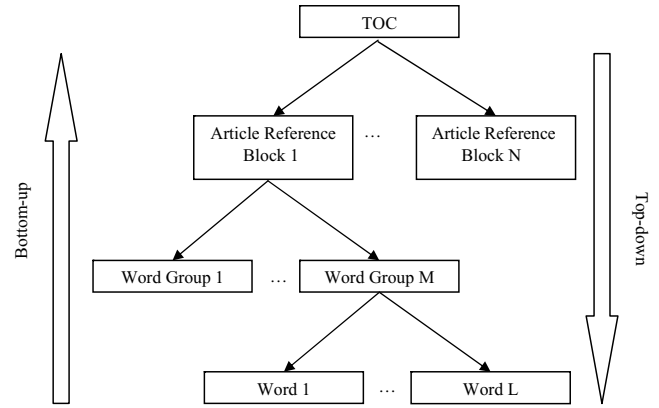 TOC
Article Reference
Block 1
…
Article Reference
Block N
Bottom-up
Top-down
Word Group 1
…
Word Group M
Word 1
…
Word L